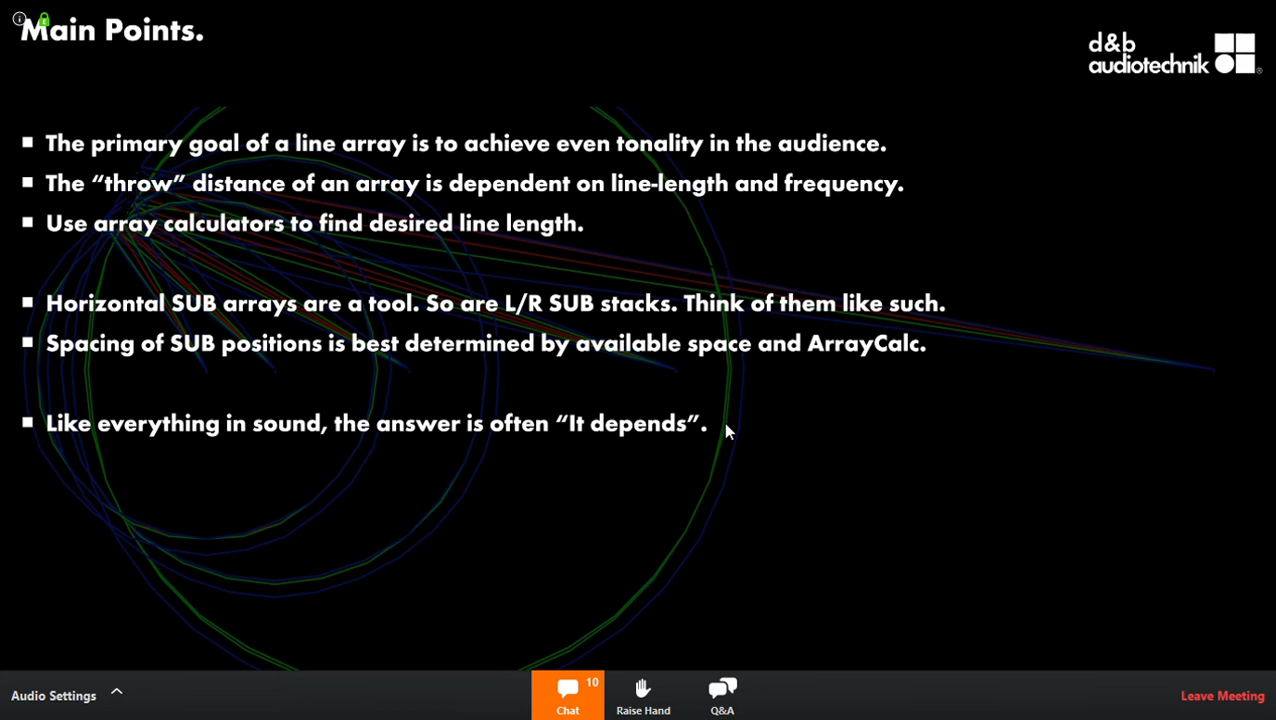 Main Points.
d&b
audiotechnik
The primary goal of a line array is to achieve even tonality in the audience.
The “throw” distance of an array is dependent on line-length and frequency.
Use array calculators to find desired line length.
Horizontal SUB arrays are a tool. So are L/R SUB stacks. Think of them like such.
Spacing of SUB positions is best determined by available space and ArrayCalc.
Like everything in sound, the answer is often “It depends”.
Audio Settings
10
Chat
Raise Hand
Q&A
Leave Meeting